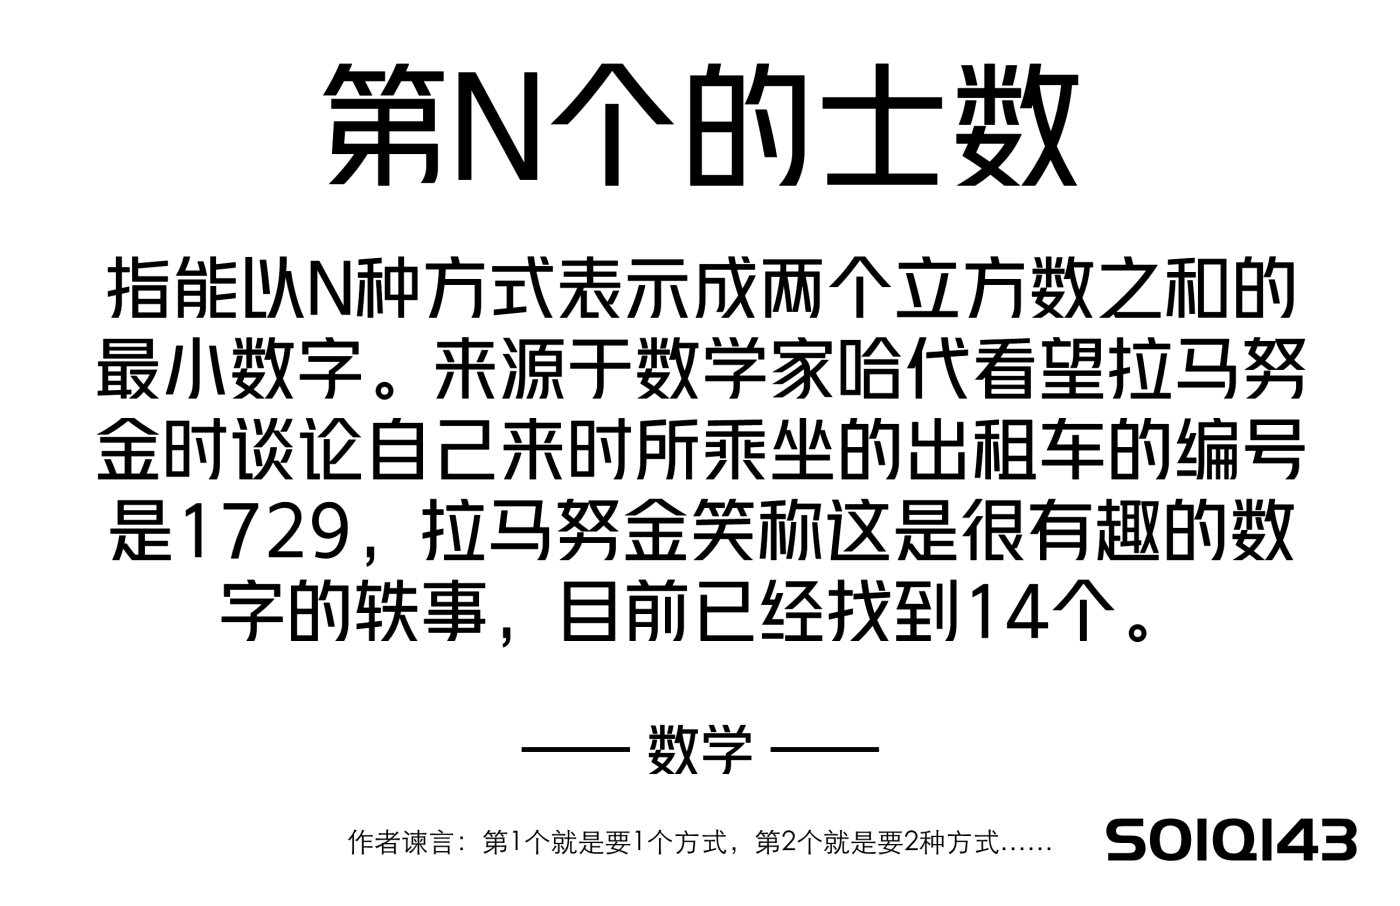 第N个的士数
指能以N种方式表示成两个立方数之和的
最小数字。来源于数学家哈代看望拉马努
金时谈论自己来时所乘坐的出租车的编号
是1729，拉马努金笑称这是很有趣的数
字的轶事，目前已经找到14个。
—— 数学 ——
作者谏言：第1个就是要1个方式，第2个就是要2种方式……
SOIQI43